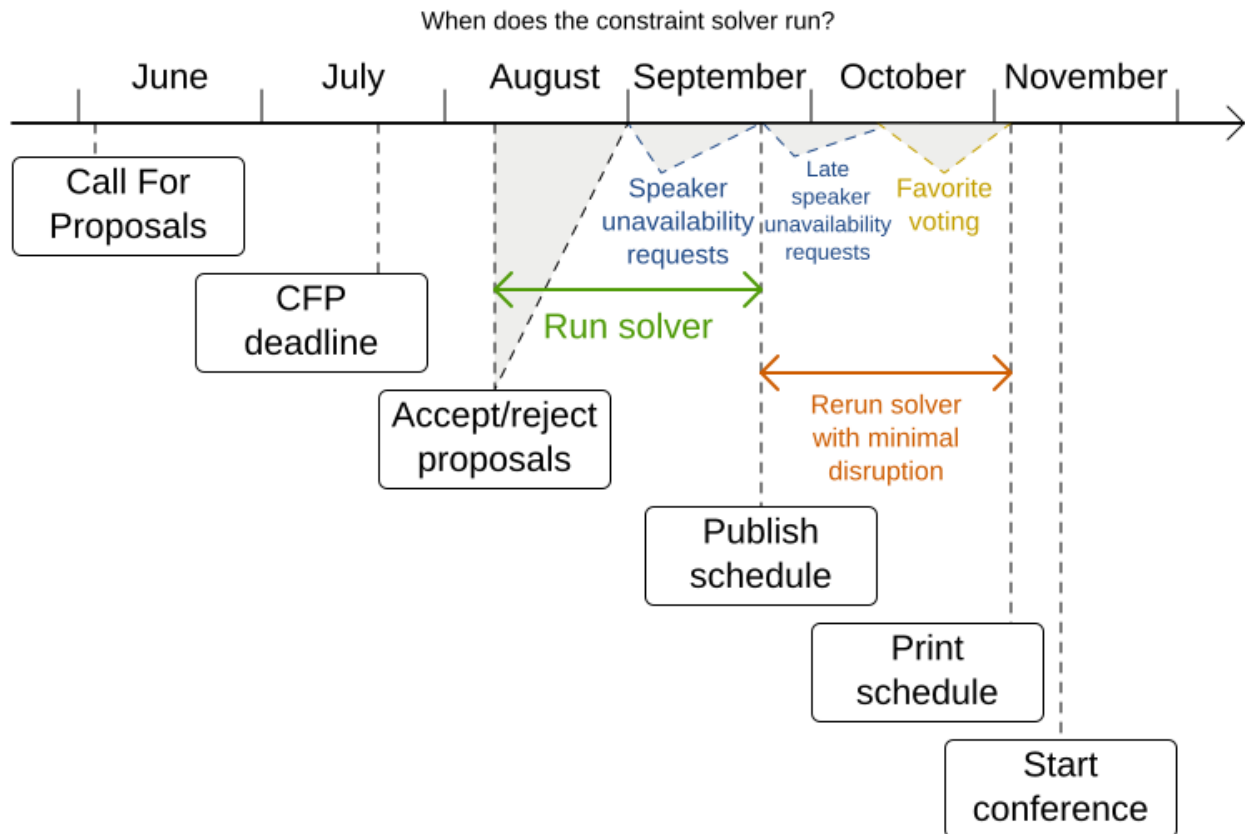 When does the constraint solver run?
June July August September October November
Call For
Proposals
CFP
deadline
Accept/reject
proposals
Speaker
unavailability
requests
Late
speaker
unavailability
requests
Favorite
voting
Run solver
Rerun solver
with minimal
disruption
Publish
schedule
Print
schedule
Start
conference